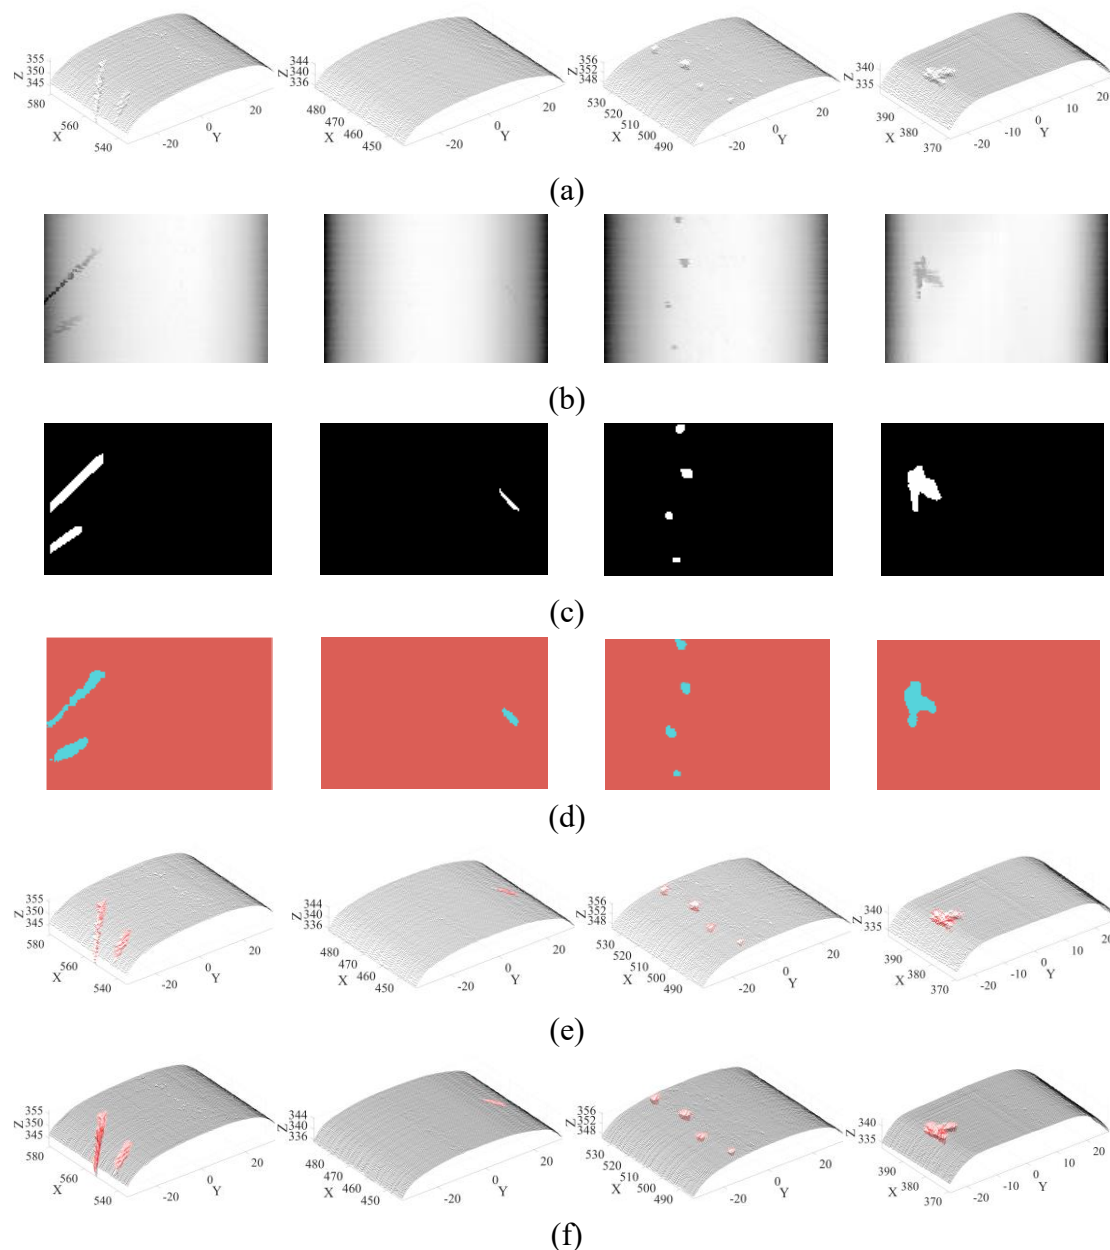 Z 355 350 345 580 560 X 540 -20 0 Y 20
Z 344 340 336 480 470 460 X 450 -20 0 Y 20
Z 356 352 348 530 520 510 X 500 490 -20 0 Y 20
Z 340 335 390 X 380 370 -20 -10 0 Y 10 20
(a)
(b)
(c)
(d)
Z 355 350 345 580 560 X 540 -20 0 Y 20
Z 344 340 336 480 470 460 X 450 -20 0 Y 20
Z 356 352 348 530 520 510 X 500 490 -20 0 Y 20
Z 340 335 390 X 380 370 -20 -10 0 Y 10 20
(e)
Z 355 350 345 580 560 X 540 -20 0 Y 20
Z 344 340 336 480 470 460 X 450 -20 0 Y 20
Z 356 352 348 530 520 510 X 500 490 -20 0 Y 20
Z 340 335 390 X 380 370 -20 -10 0 Y 10 20
(f)